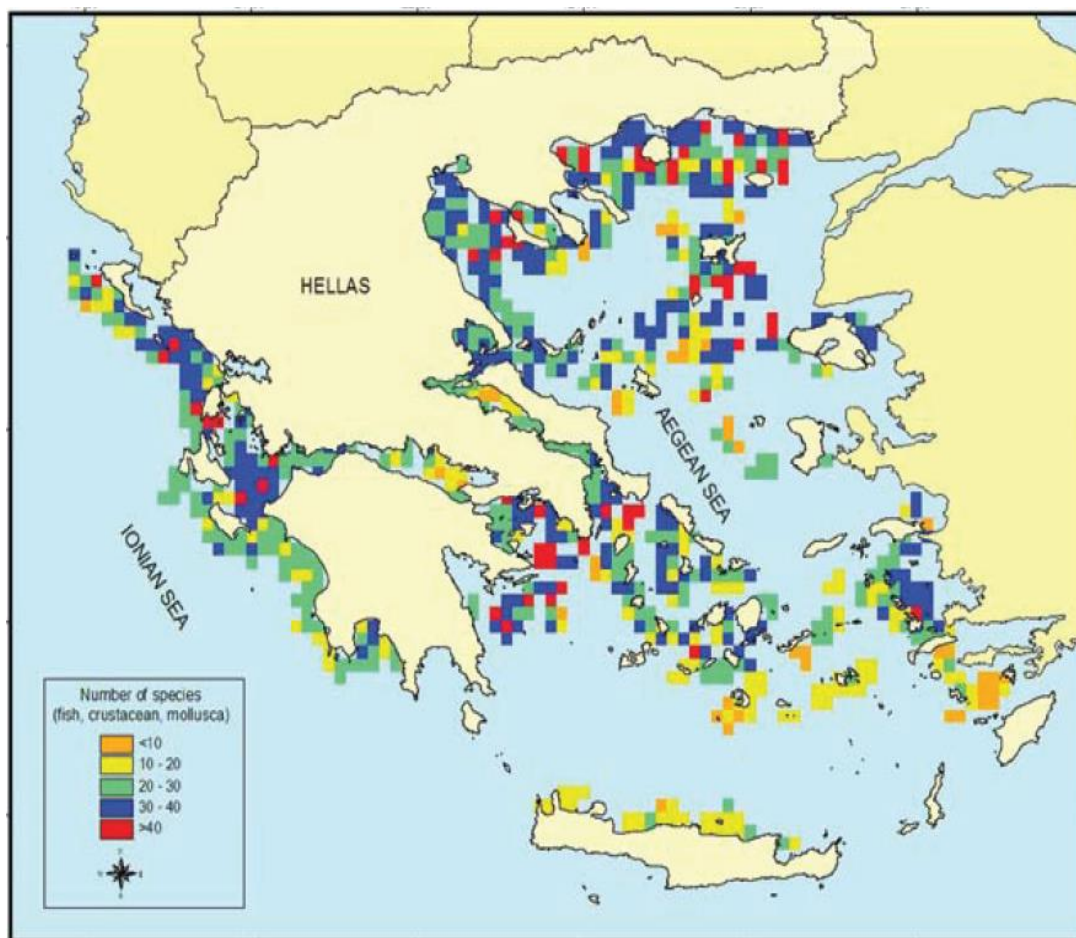 HELLAS
AEGEAN SEA
IONIAN SEA
Number of species
(fish, crustacean, mollusca)
<10
10 - 20
20 - 30
30 - 40
>40